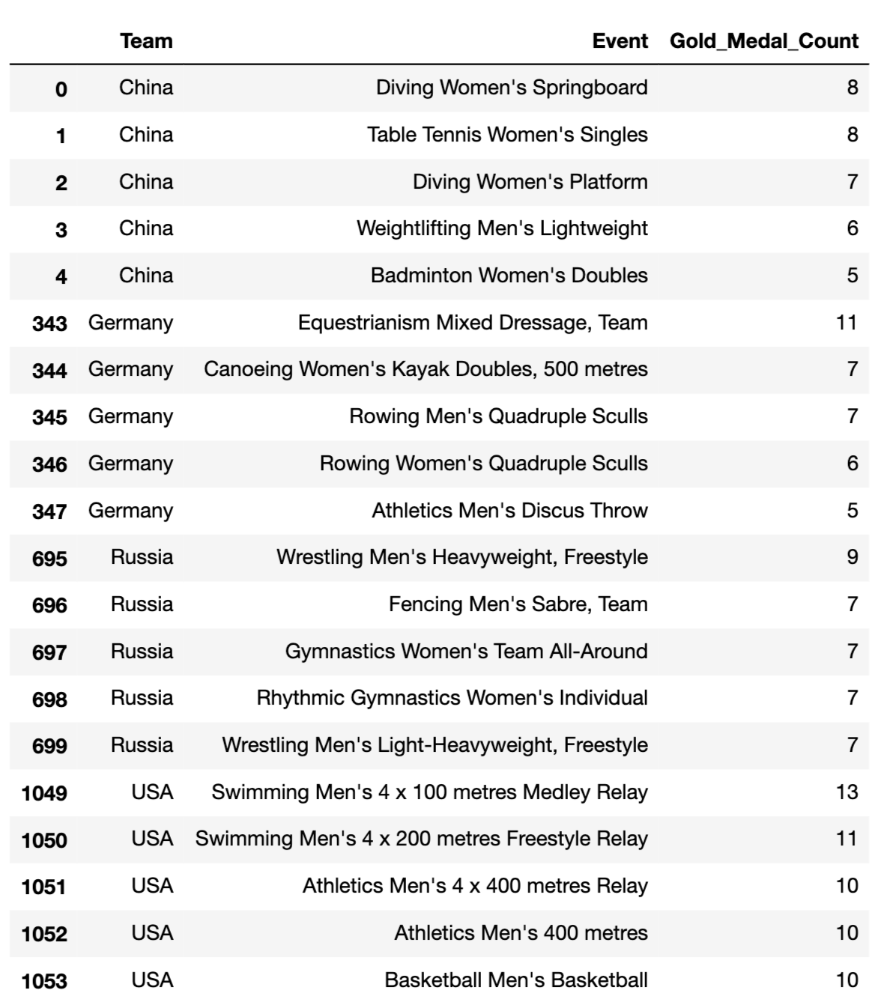 Team Event Gold_Medal_Count
0 China Diving Women's Springboard 8
1 China Table Tennis Women's Singles 8
2 China Diving Women's Platform 7
3 China Weightlifting Men's Lightweight 6
4 China Badminton Women's Doubles 5
343 Germany Equestrianism Mixed Dressage, Team 11
344 Germany Canoeing Women's Kayak Doubles, 500 metres 7
345 Germany Rowing Men's Quadruple Sculls 7
346 Germany Rowing Women's Quadruple Sculls 6
347 Germany Athletics Men's Discus Throw 5
695 Russia Wrestling Men's Heavyweight, Freestyle 9
696 Russia Fencing Men's Sabre, Team 7
697 Russia Gymnastics Women's Team All-Around 7
698 Russia Rhythmic Gymnastics Women's Individual 7
699 Russia Wrestling Men's Light-Heavyweight, Freestyle 7
1049 USA Swimming Men's 4 x 100 metres Medley Relay 13
1050 USA Swimming Men's 4 x 200 metres Freestyle Relay 11
1051 USA Athletics Men's 4 x 400 metres Relay 10
1052 USA Athletics Men's 400 metres 10
1053 USA Basketball Men's Basketball 10